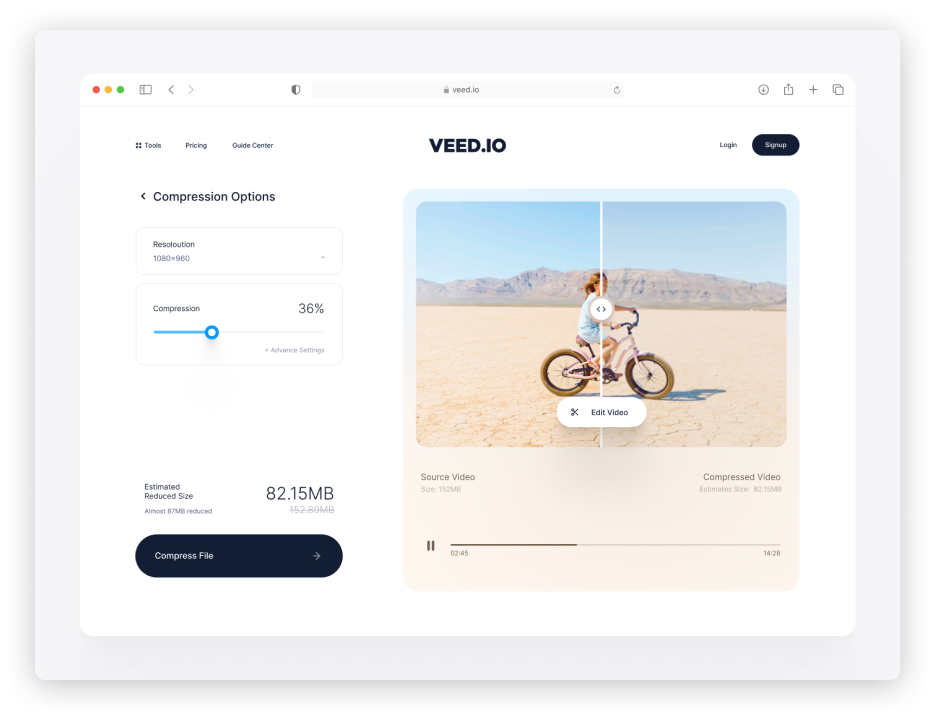 veed.io
Tools
Pricing
Guide Center
VEED.IO
Login
Signup
Compression Options
Resoloution
1080×960
Compression
36%
+ Advance Settings
Estimated
Reduced Size
82.15MB
Almost 87MB reduced
152.89MB
Compress File
Edit Video
Source Video
Compressed Video
Size: 152MB
Estimates Size: 82.15MB
02:45
14:28